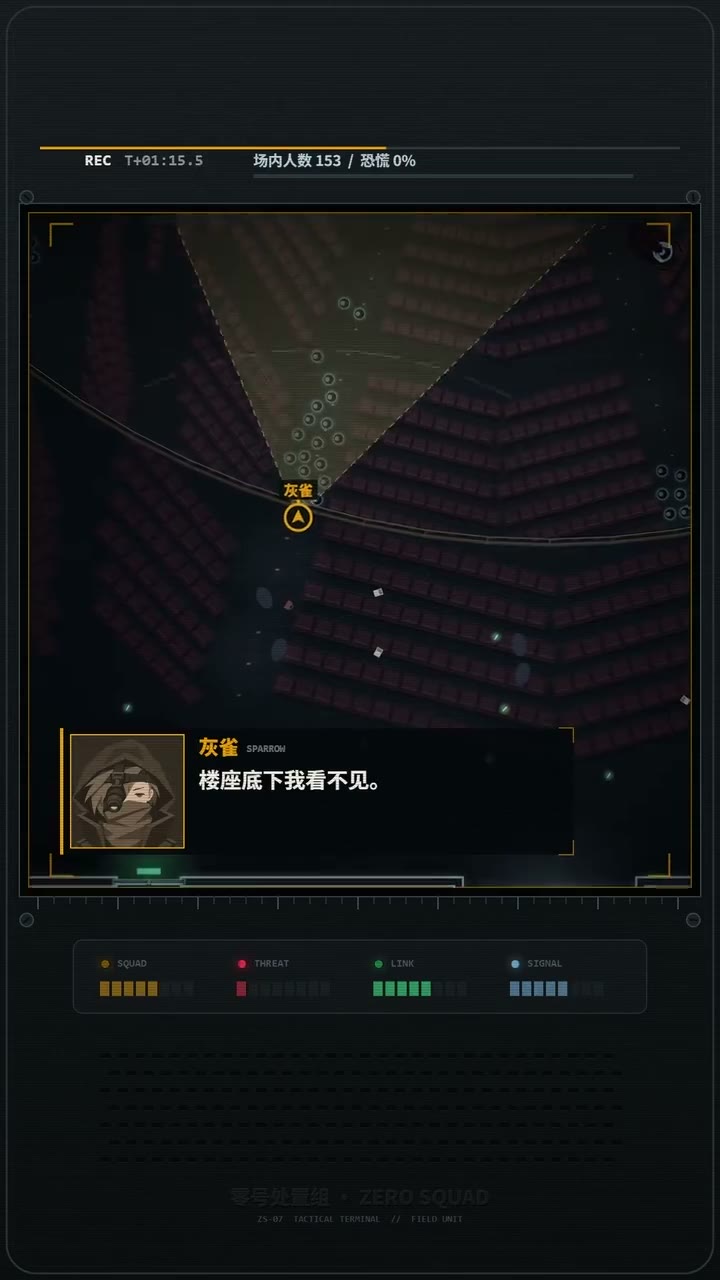 REC T+01:15.5 场内人数 153 / 恐慌 0%
灰雀
灰雀 SPARROW
楼座底下我看不见。
SQUAD THREAT LINK SIGNAL
零号处置组 · ZERO SQUAD
ZS-07 TACTICAL TERMINAL // FIELD UNIT